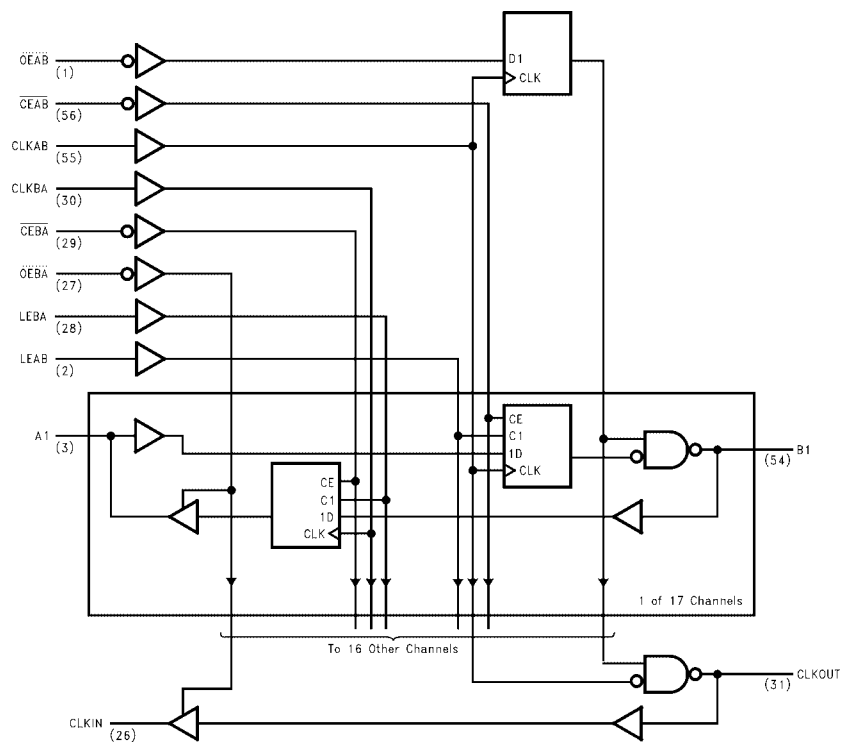 OEAB
(1)
CEAB
(56)
CLKAB
(55)
CLKBA
(30)
CEBA
(29)
OEBA
(27)
LEBA
(28)
LEAB
(2)
D1
CLK
A1
(3)
CE
C1
1D
CLK
CE
C1
1D
CLK
B1
(54)
1 of 17 Channels
To 16 Other Channels
CLKOUT
(31)
CLKIN
(26)